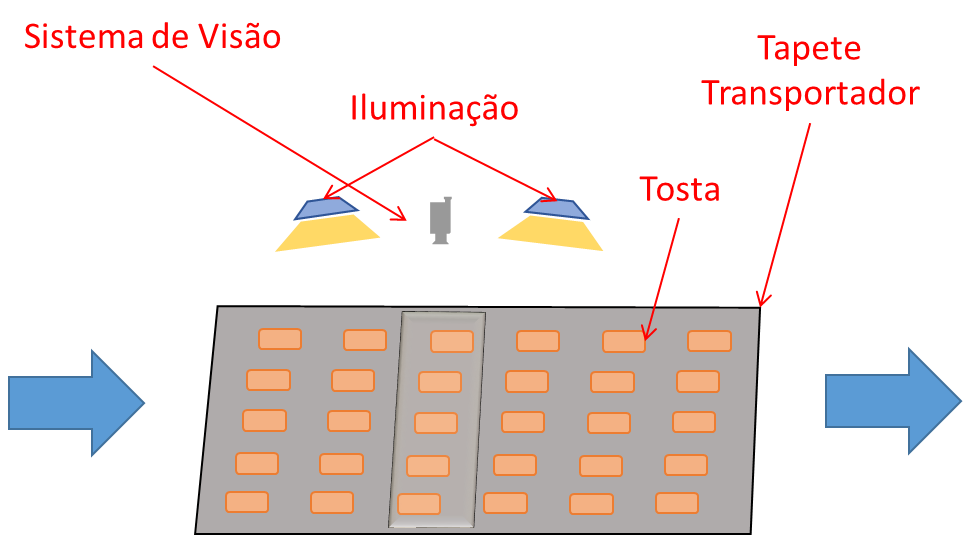 Sistema de Visão
Tapete
Transportador
Iluminação
Tosta